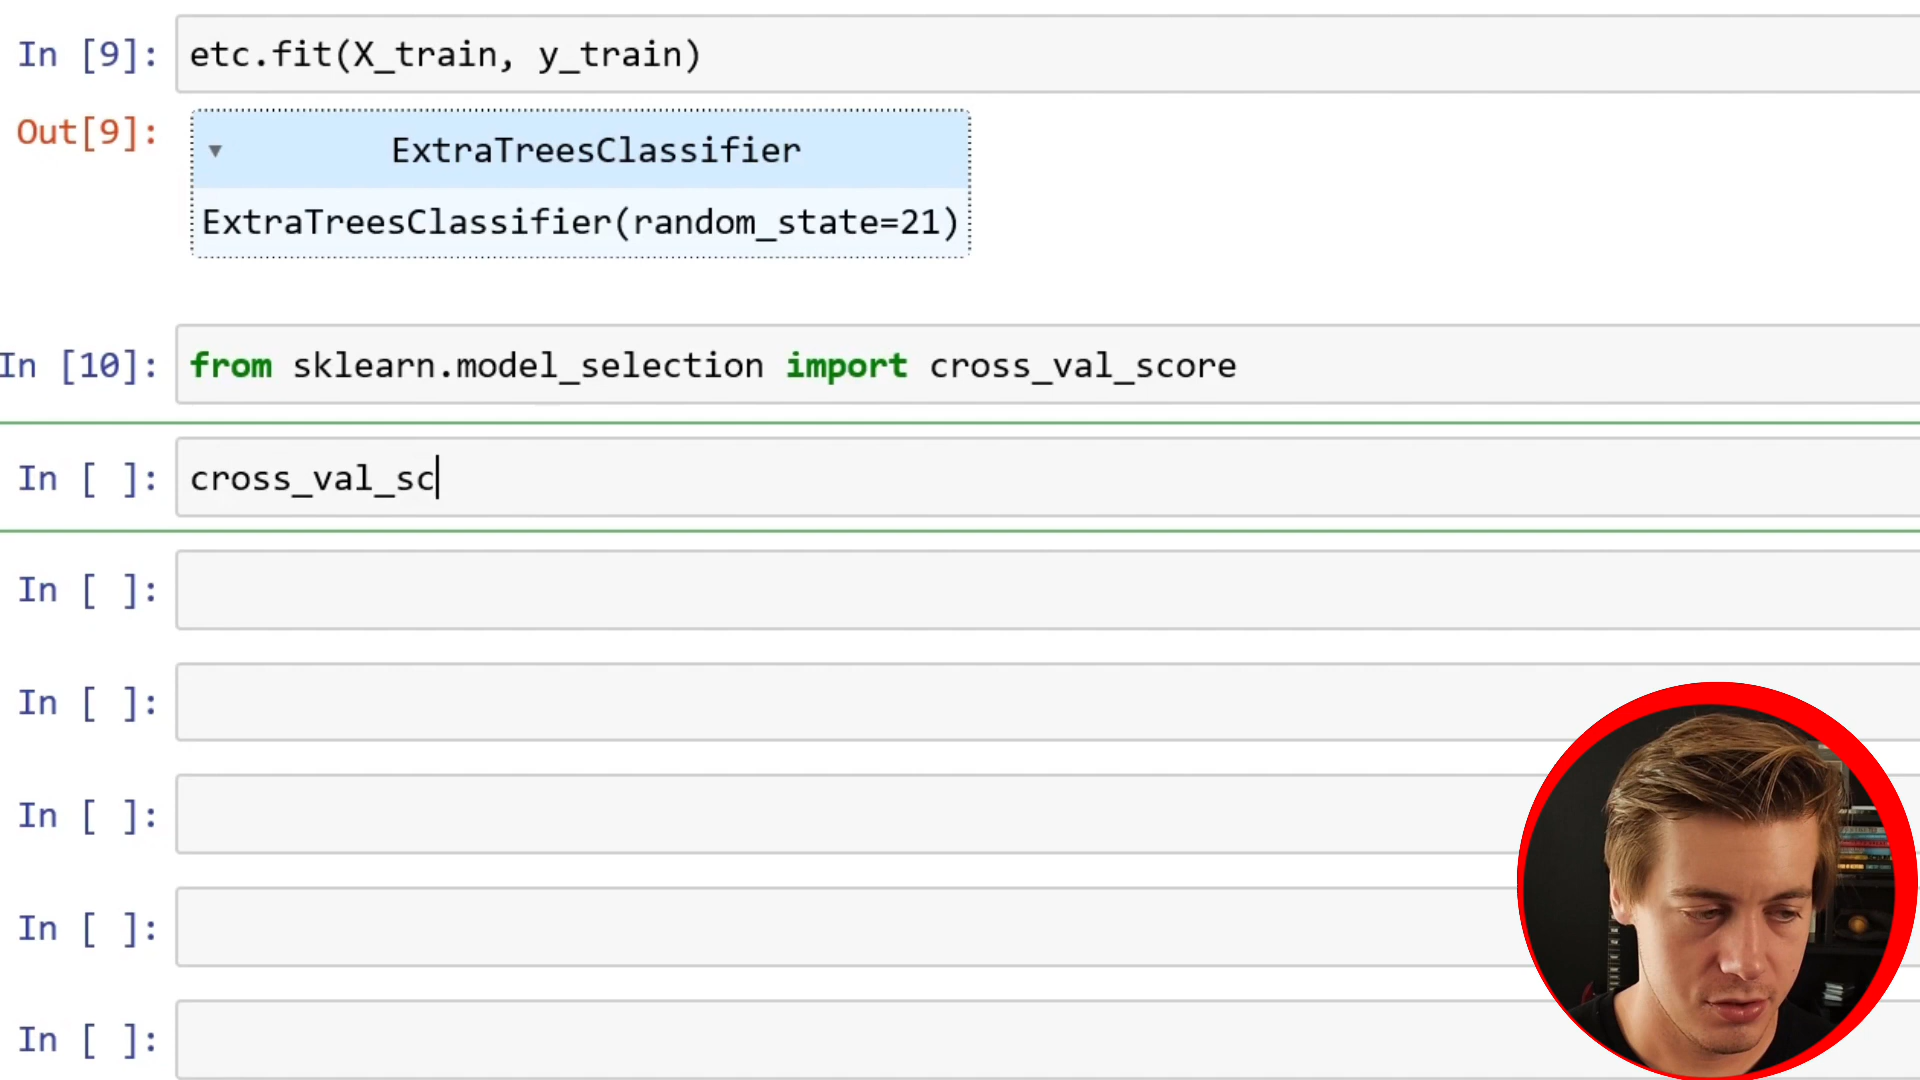 In [9]: etc.fit(X_train, y_train)
Out[9]:
ExtraTreesClassifier
ExtraTreesClassifier(random_state=21)
In [10]: from sklearn.model_selection import cross_val_score
In [ ]: cross_val_sc
In [ ]:
In [ ]:
In [ ]:
In [ ]:
In [ ]: